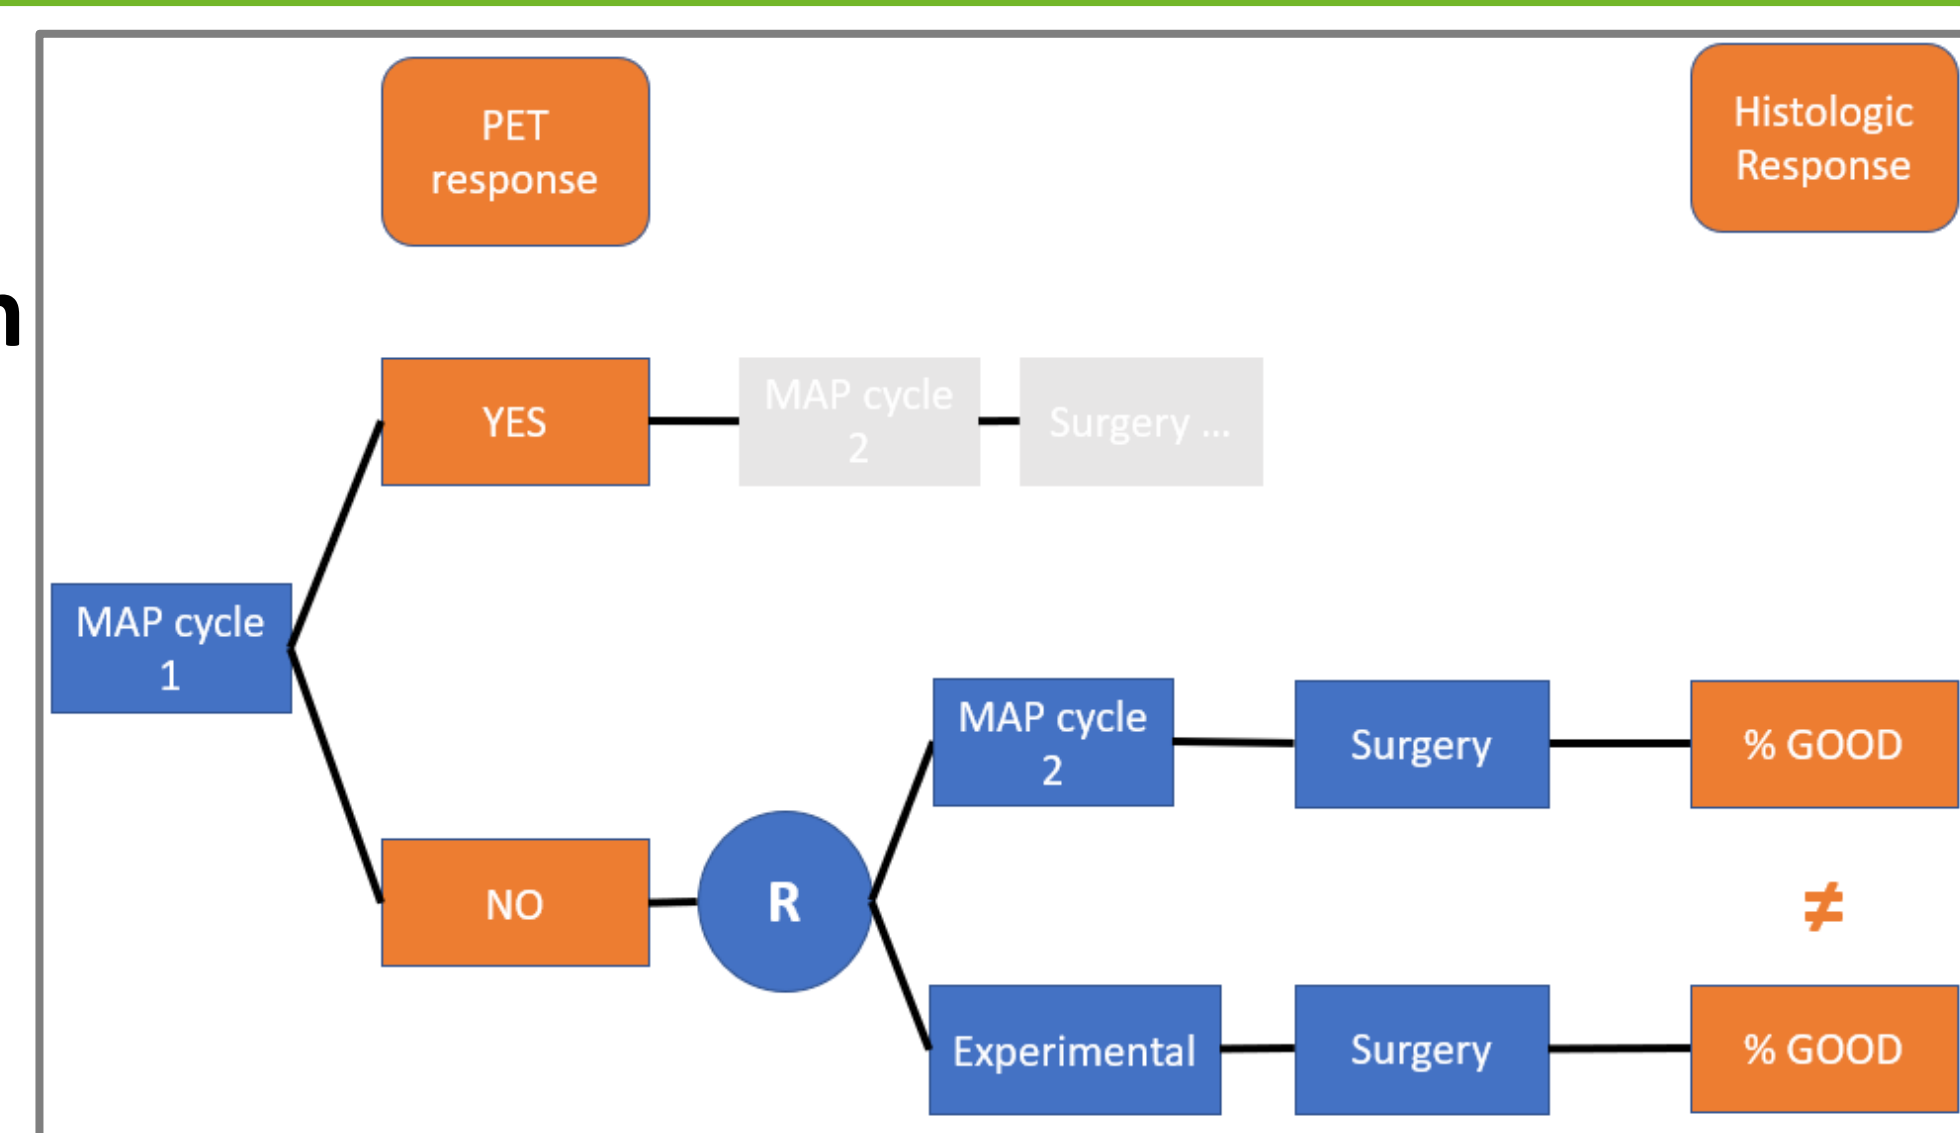 PET
response
Histologic
Response
n
YES
MAP cycle
2
Surgery ...
MAP cycle
1
MAP cycle
2
Surgery
% GOOD
NO
R
≠
Experimental
Surgery
% GOOD